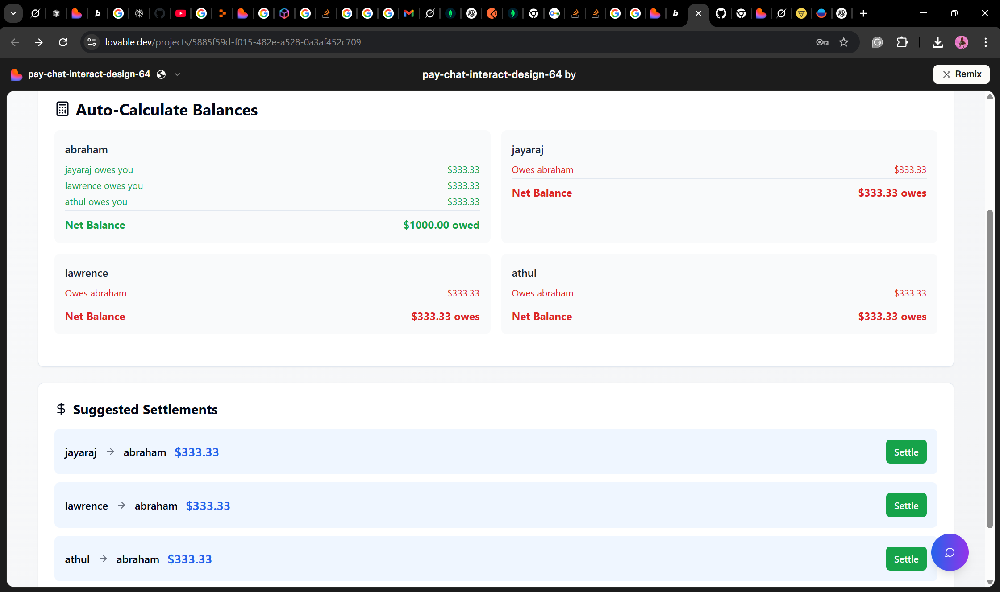 lovable.dev/projects/5885f59d-f015-482e-a528-0a3af452c709
pay-chat-interact-design-64
pay-chat-interact-design-64 by
Remix
Auto-Calculate Balances
abraham
jayaraj owes you $333.33
lawrence owes you $333.33
athul owes you $333.33
Net Balance $1000.00 owed
jayaraj
Owes abraham $333.33
Net Balance $333.33 owes
lawrence
Owes abraham $333.33
Net Balance $333.33 owes
athul
Owes abraham $333.33
Net Balance $333.33 owes
Suggested Settlements
jayaraj → abraham $333.33 Settle
lawrence → abraham $333.33 Settle
athul → abraham $333.33 Settle